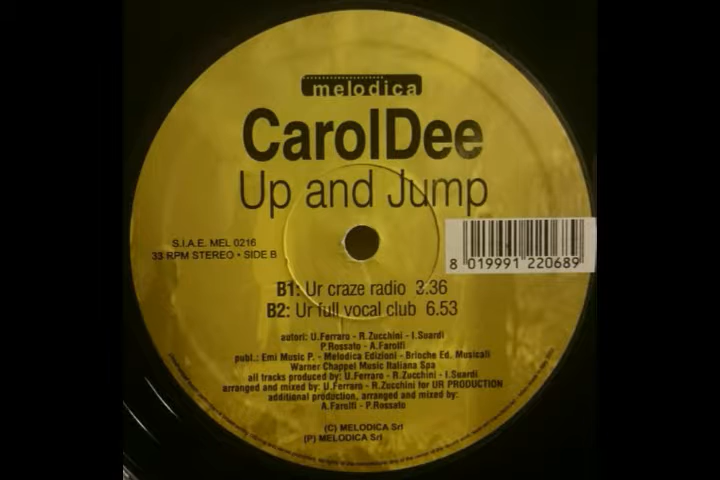 melodica
CarolDee
Up and Jump
S.I.A.E. MEL 0216
33 RPM STEREO • SIDE B
8 019991 220689
B1: Ur craze radio 3.36
B2: Ur full vocal club 6.53
autori: U.Ferraro - R.Zucchini - I.Suardi
P.Rossato - A.Farolfi
publ.: Emi Music P. - Melodica Edizioni - Brioche Ed. Musicali
Warner Chappel Music Italiana Spa
all tracks produced by: U.Ferraro - R.Zucchini - I.Suardi
arranged and mixed by: U.Ferraro - R.Zucchini for UR PRODUCTION
additional production, arranged and mixed by:
A.Farolfi - P.Rossato
(C) MELODICA Srl
(P) MELODICA Srl